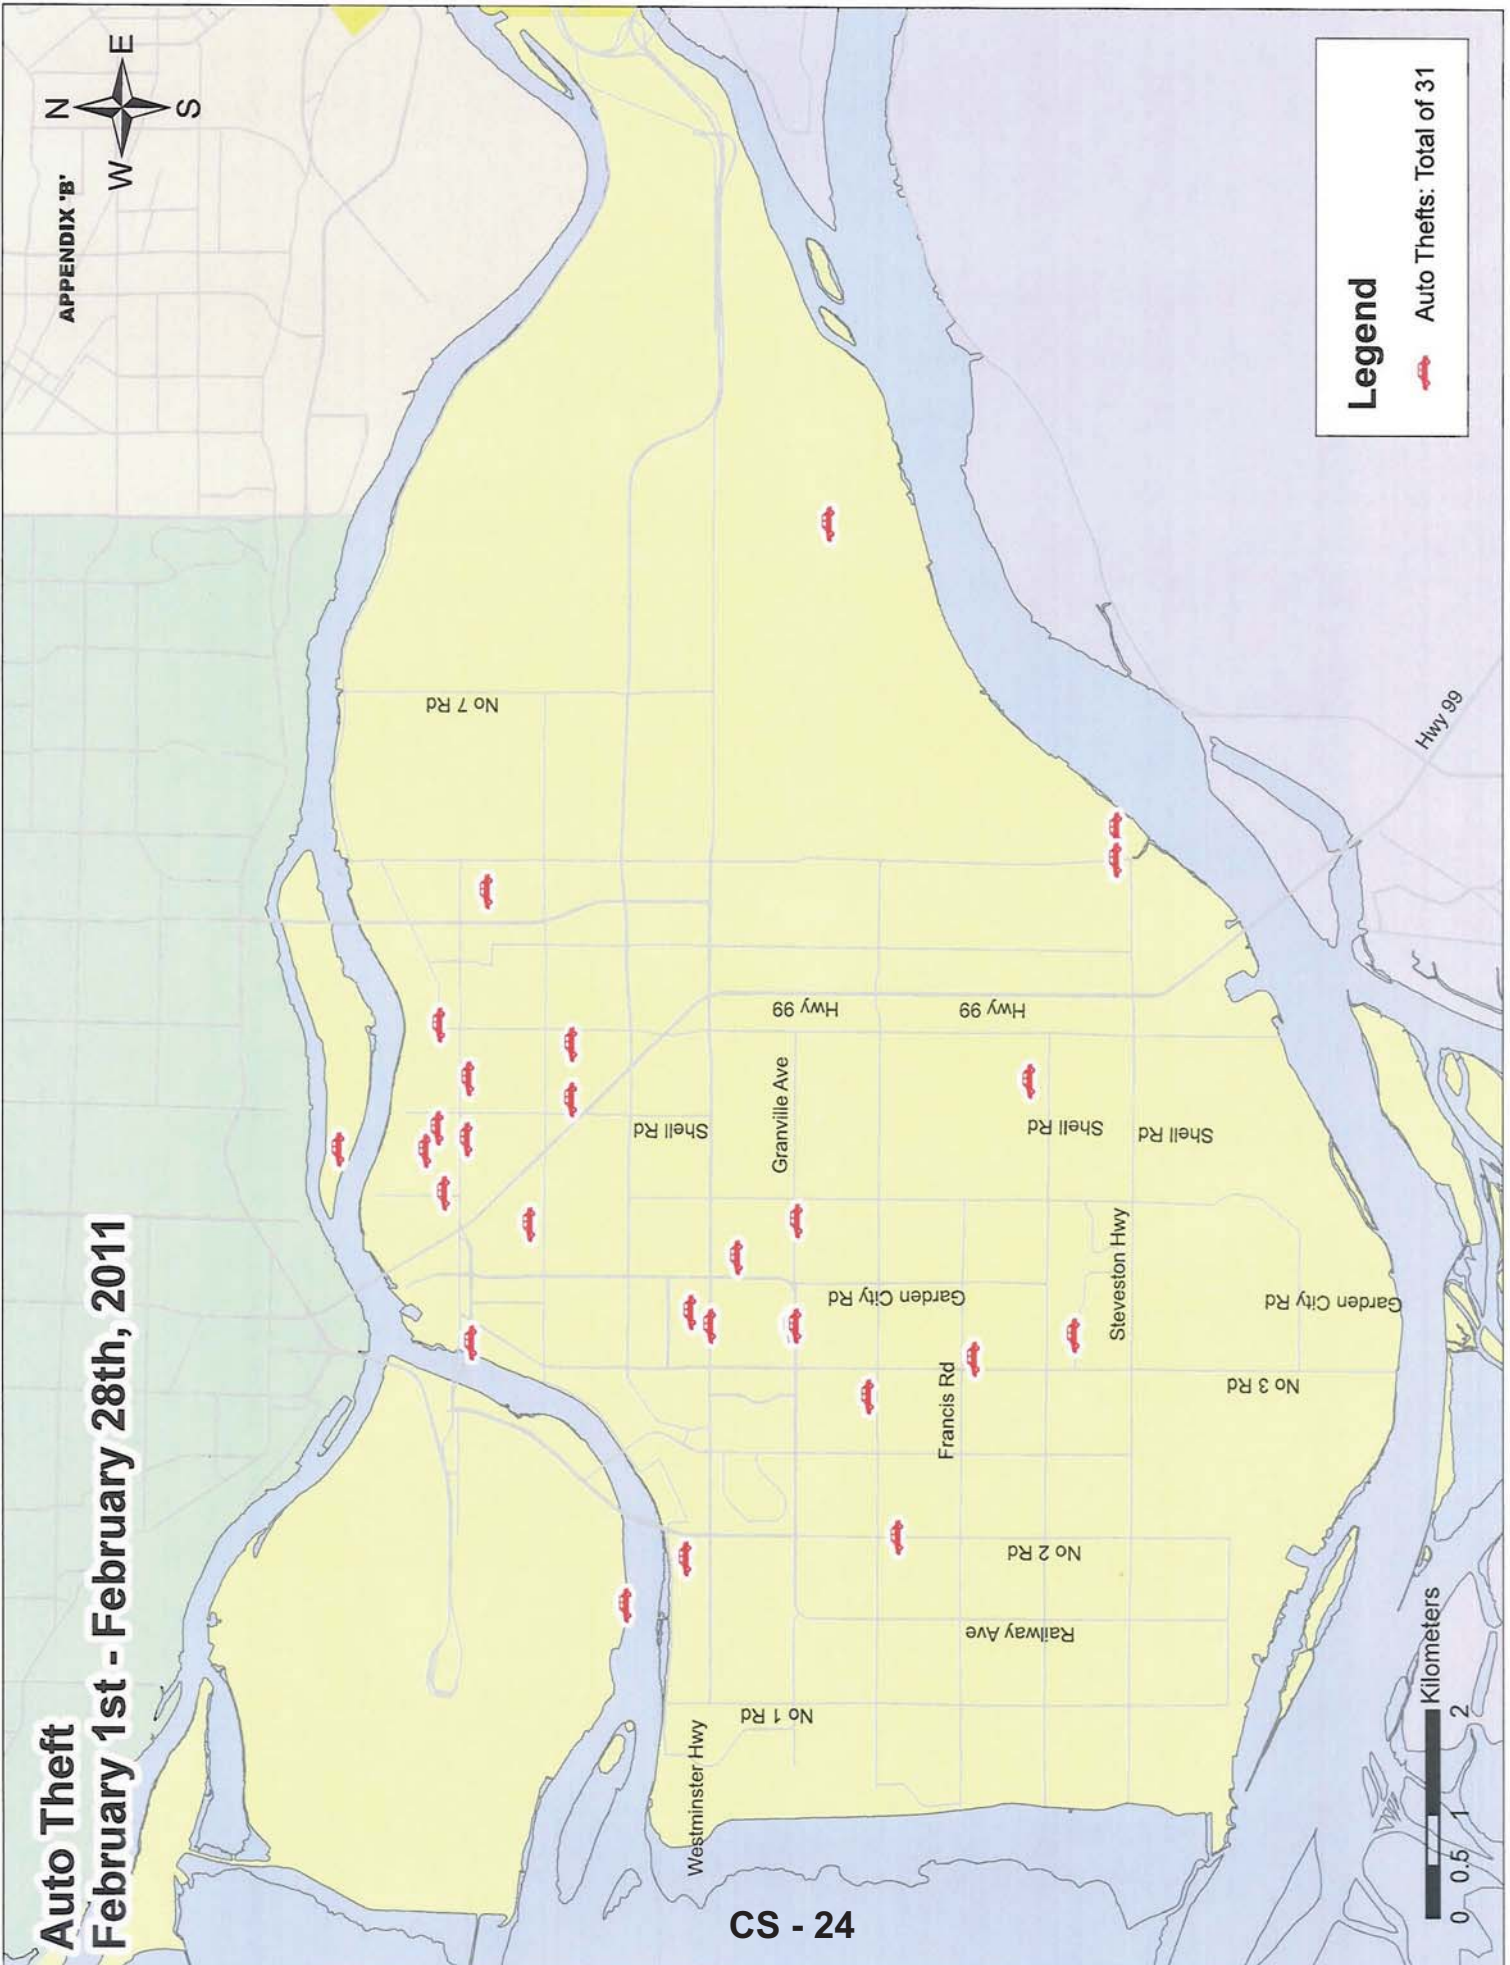 Auto Theft
February 1st - February 28th, 2011
APPENDIX 'B'
N
W
E
S
No 7 Rd
Hwy 99
Hwy 99
Hwy 99
Granville Ave
Shell Rd
Shell Rd
Shell Rd
Garden City Rd
Garden City Rd
Steveston Hwy
Francis Rd
No 3 Rd
No 2 Rd
Railway Ave
No 1 Rd
Westminster Hwy
Legend
Auto Thefts: Total of 31
Kilometers
0 0.5 1 2
CS - 24